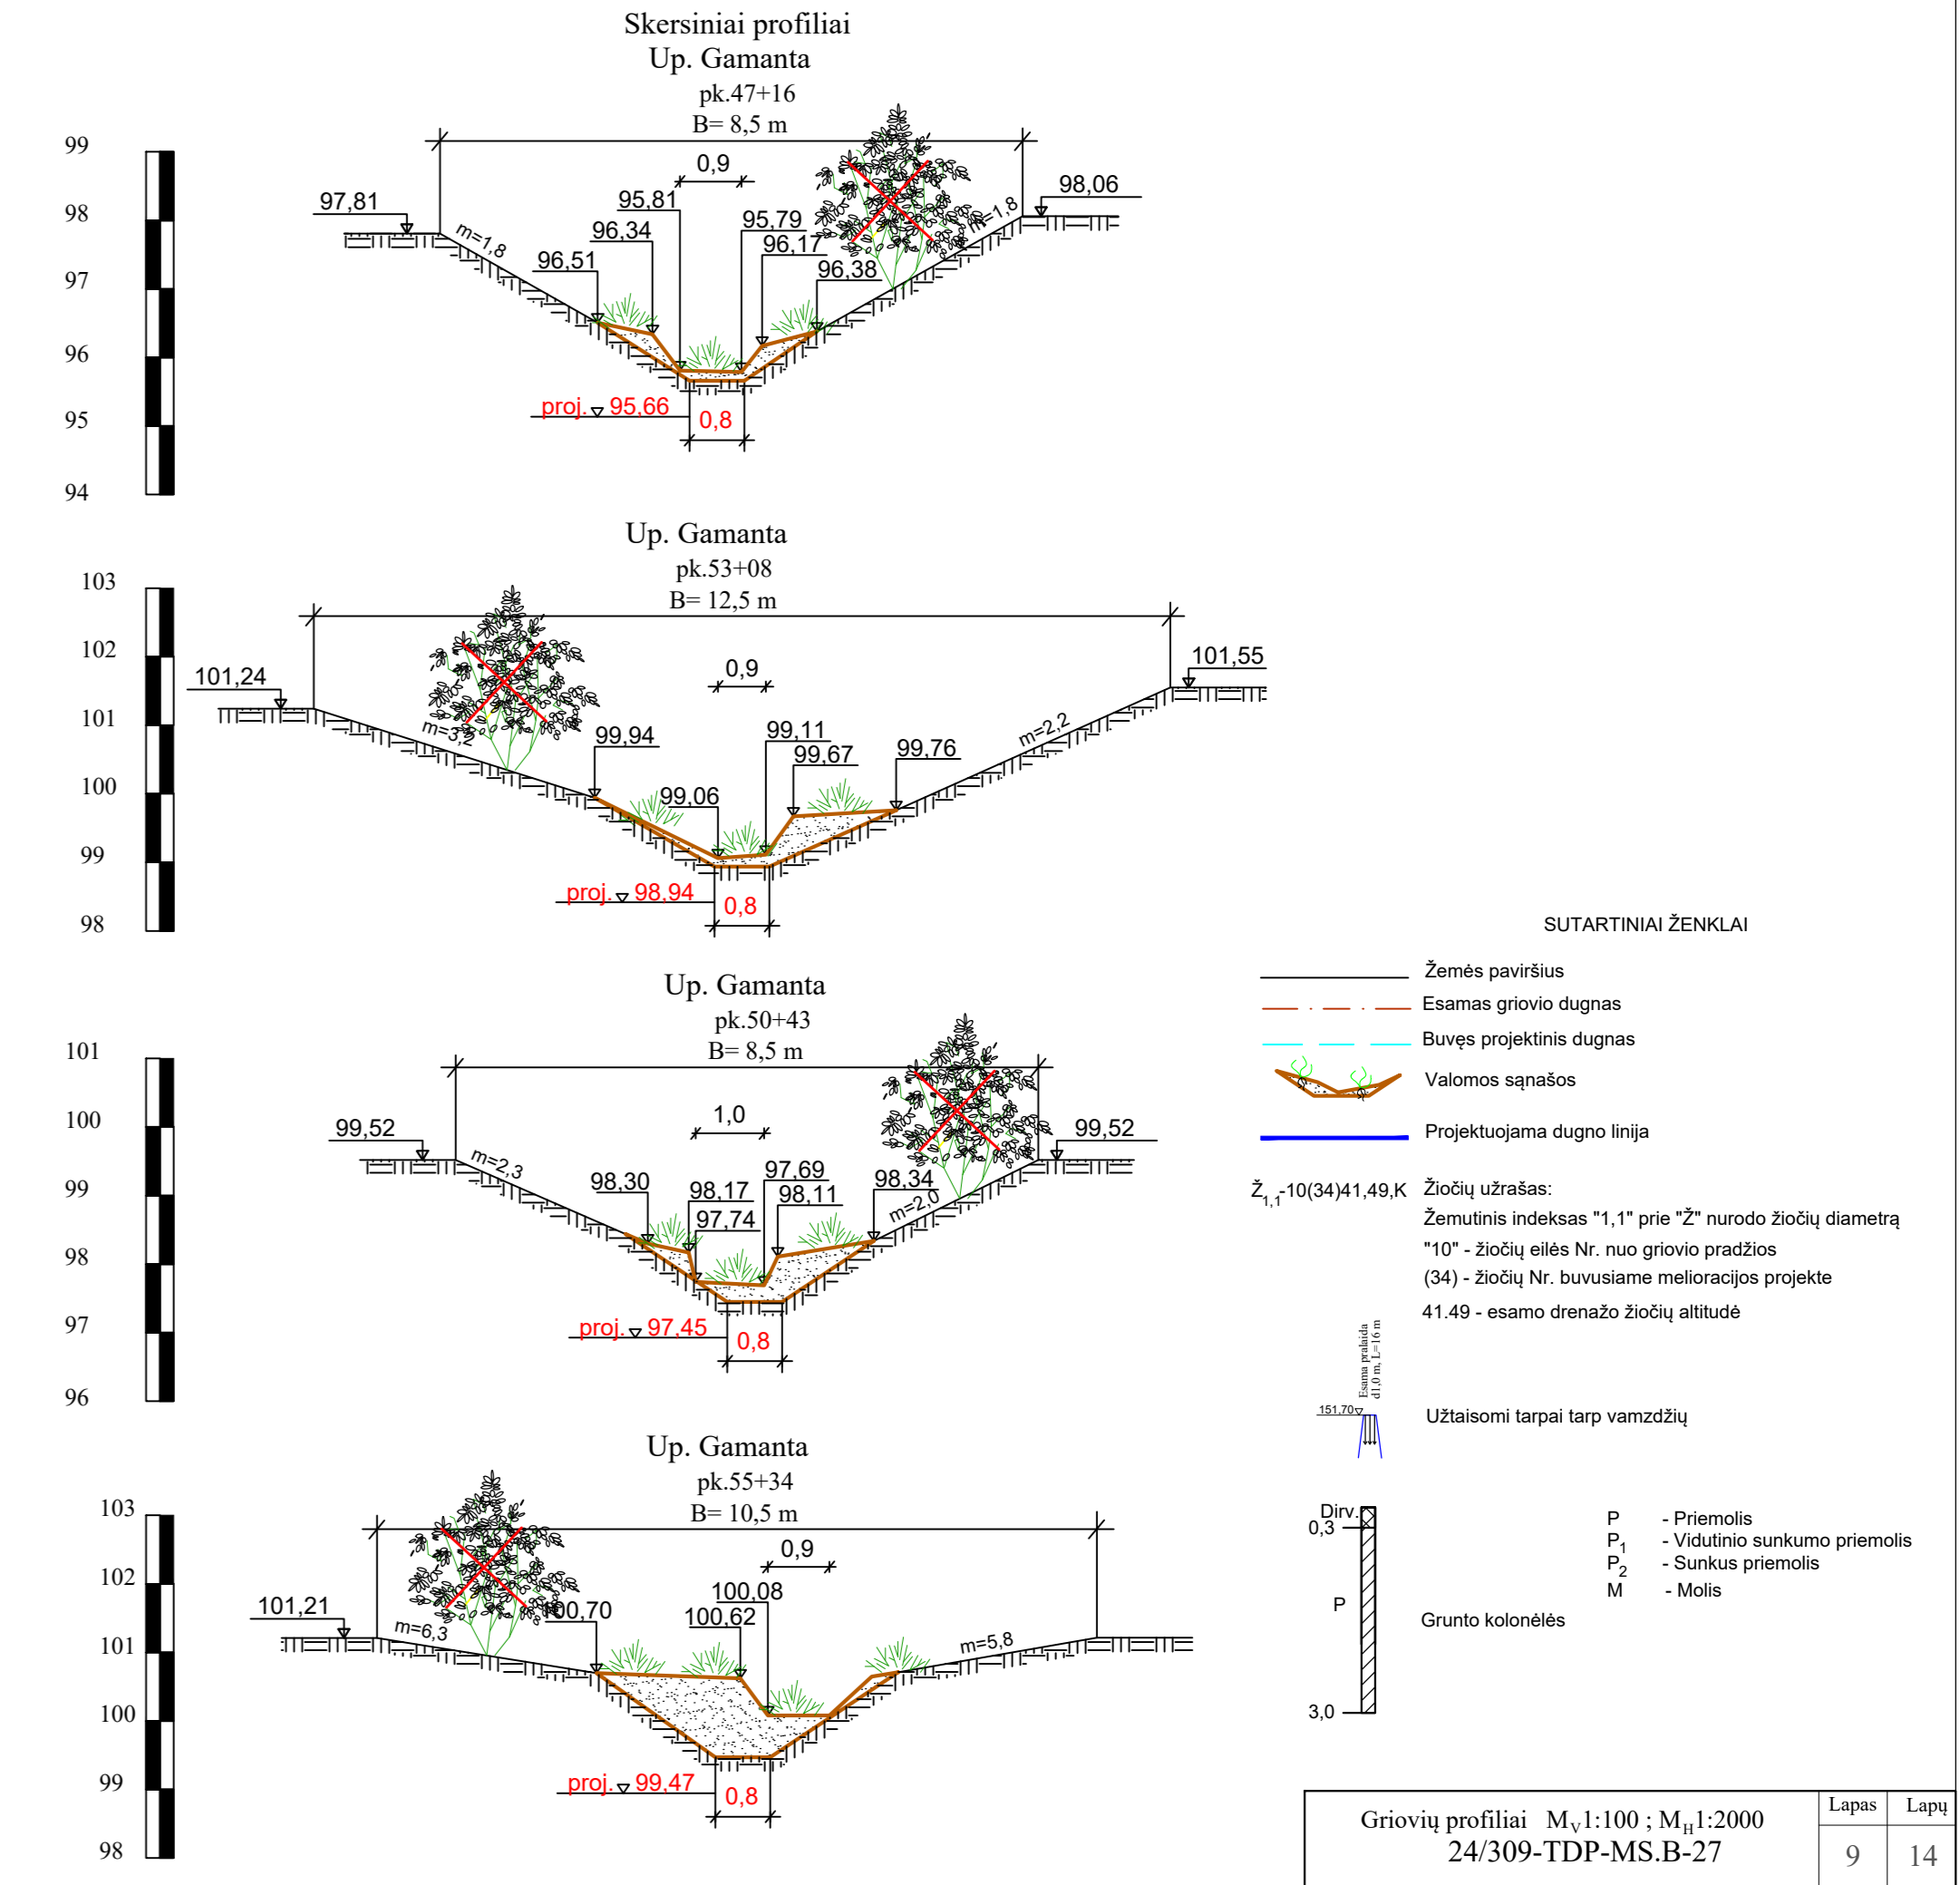 Skersiniai profiliai
Up. Gamanta
pk.47+16
B= 8,5 m
99
98
97
96
95
94
0,9
97,81
98,06
95,81
96,34
96,51
95,79
96,17
96,38
m=1,8
m=1,8
proj. 95,66
0,8
Up. Gamanta
pk.53+08
B= 12,5 m
103
102
101
100
99
98
0,9
101,24
101,55
99,94
99,06
99,11
99,67
99,76
m=3,2
m=2,2
proj. 98,94
0,8
Up. Gamanta
pk.50+43
B= 8,5 m
101
100
99
98
97
96
1,0
99,52
99,52
98,30
98,17
97,74
97,69
98,11
98,34
m=2,3
m=2,0
proj. 97,45
0,8
Up. Gamanta
pk.55+34
B= 10,5 m
103
102
101
100
99
98
0,9
101,21
100,70
100,08
100,62
m=6,3
m=5,8
proj. 99,47
0,8
SUTARTINIAI ŽENKLAI
Žemės paviršius
Esamas griovio dugnas
Buvęs projektinis dugnas
Valomos sąnašos
Projektuojama dugno linija
Ž1,1-10(34)41,49,K Žiočių užrašas:
Žemutinis indeksas "1,1" prie "Ž" nurodo žiočių diametrą
"10" - žiočių eilės Nr. nuo griovio pradžios
(34) - žiočių Nr. buvusiame melioracijos projekte
41.49 - esamo drenažo žiočių altitudė
Esama pralaida
d1,0 m, L=16 m
151,70
Užtaisomi tarpai tarp vamzdžių
Dirv.
0,3
P
3,0
Grunto kolonėlės
P - Priemolis
P1 - Vidutinio sunkumo priemolis
P2 - Sunkus priemolis
M - Molis
Griovių profiliai MV1:100 ; MH1:2000
24/309-TDP-MS.B-27
Lapas Lapų
9 14